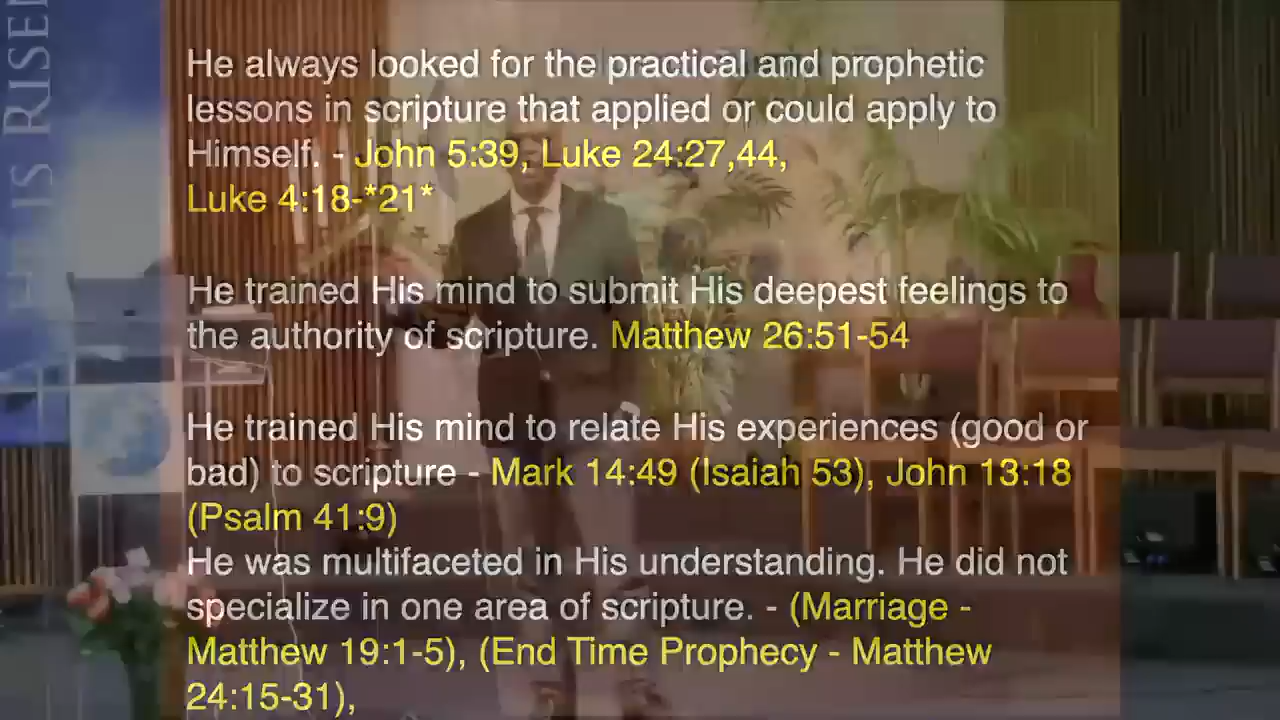 HE IS RISEN
He always looked for the practical and prophetic
lessons in scripture that applied or could apply to
Himself. - John 5:39, Luke 24:27,44,
Luke 4:18-*21*
He trained His mind to submit His deepest feelings to
the authority of scripture. Matthew 26:51-54
He trained His mind to relate His experiences (good or
bad) to scripture - Mark 14:49 (Isaiah 53), John 13:18
(Psalm 41:9)
He was multifaceted in His understanding. He did not
specialize in one area of scripture. - (Marriage -
Matthew 19:1-5), (End Time Prophecy - Matthew
24:15-31),